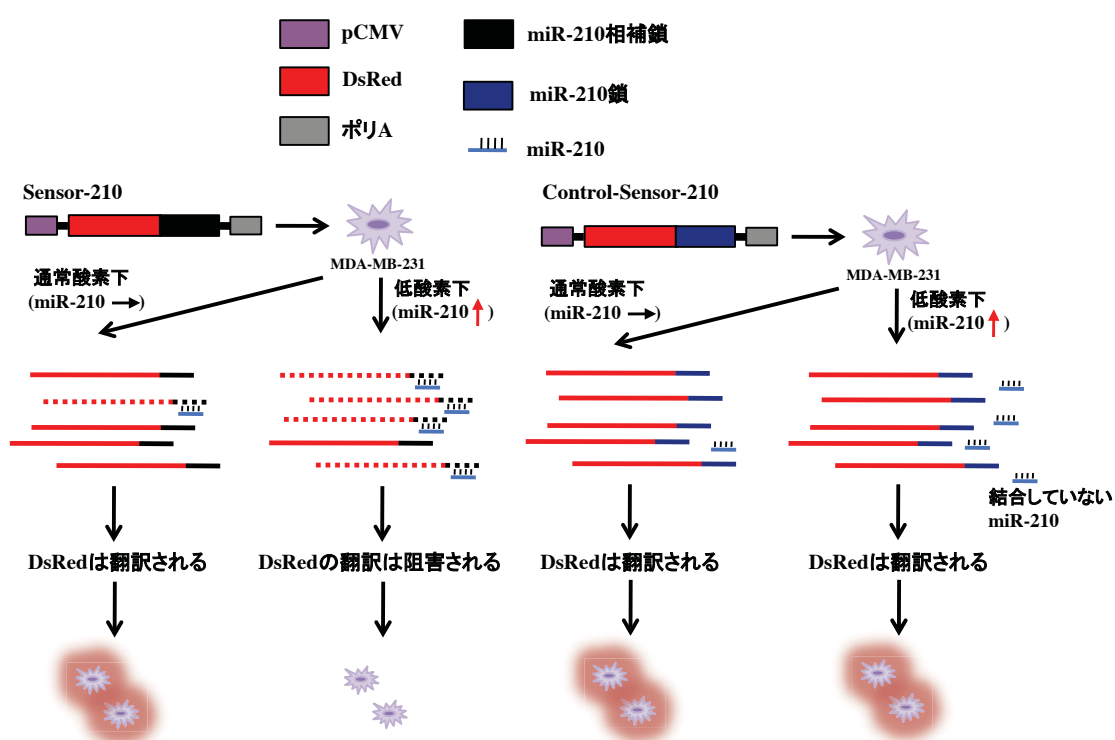 pCMV
DsRed
ポリA
miR-210相補鎖
miR-210鎖
miR-210
Sensor-210
MDA-MB-231
通常酸素下
(miR-210 →)
低酸素下
(miR-210 ↑ )
DsRedは翻訳される
DsRedの翻訳は阻害される
Control-Sensor-210
MDA-MB-231
通常酸素下
(miR-210 →)
低酸素下
(miR-210 ↑ )
結合していない
miR-210
DsRedは翻訳される
DsRedは翻訳される